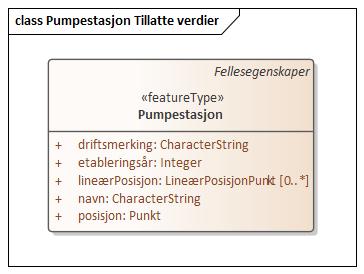 class Pumpestasjon Tillatte verdier
Fellesegenskaper
«featureType»
Pumpestasjon
+ driftsmerking: CharacterString
+ etableringsår: Integer
+ lineærPosisjon: LineærPosisjonPunkt [0..*]
+ navn: CharacterString
+ posisjon: Punkt